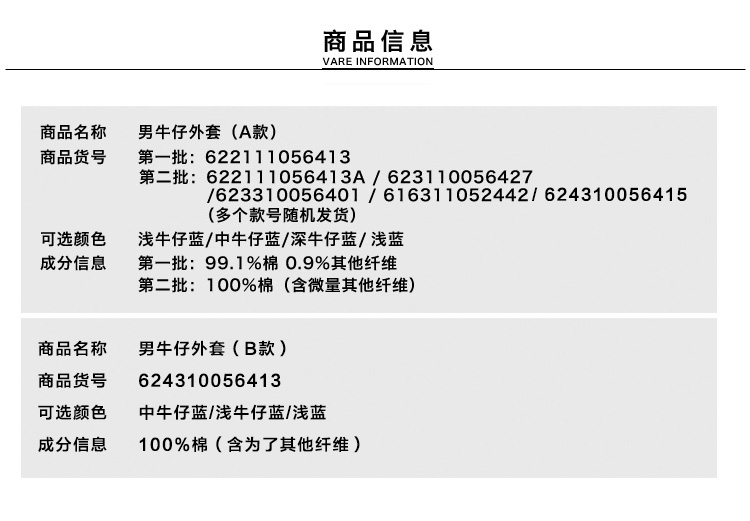 商品信息
VARE INFORMATION
商品名称 男牛仔外套（A款）
商品货号 第一批：622111056413
第二批：622111056413A / 623110056427
/623310056401 / 616311052442/ 624310056415
（多个款号随机发货）
可选颜色 浅牛仔蓝/中牛仔蓝/深牛仔蓝/ 浅蓝
成分信息 第一批：99.1%棉 0.9%其他纤维
第二批：100%棉（含微量其他纤维）
商品名称 男牛仔外套（B款）
商品货号 624310056413
可选颜色 中牛仔蓝/浅牛仔蓝/浅蓝
成分信息 100%棉（含为了其他纤维）